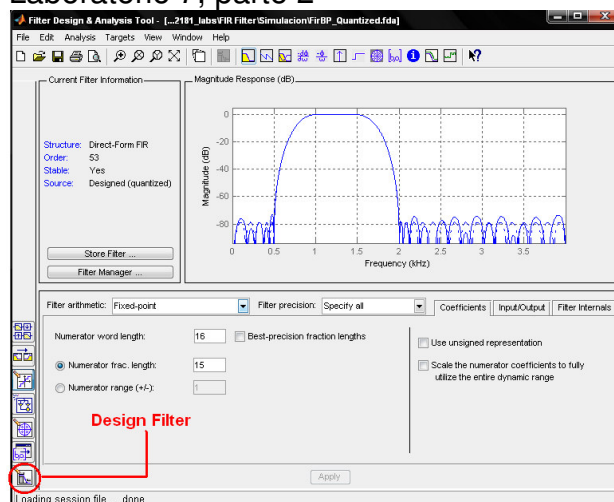 Laboratorio 7, parte 2
Filter Design & Analysis Tool - [...2181_labs\FIR Filter\Simulacion\FirBP_Quantized.fda]
File Edit Analysis Targets View Window Help
Current Filter Information
Structure: Direct-Form FIR
Order: 53
Stable: Yes
Source: Designed (quantized)
Store Filter ...
Filter Manager ...
Magnitude Response (dB)
0
-20
-40
-60
-80
Magnitude (dB)
0 0.5 1 1.5 2 2.5 3 3.5
Frequency (kHz)
Filter arithmetic: Fixed-point Filter precision: Specify all
Coefficients Input/Output Filter Internals
Numerator word length: 16 Best-precision fraction lengths
Numerator frac. length: 15
Numerator range (+/-): 1
Use unsigned representation
Scale the numerator coefficients to fully
utilize the entire dynamic range
Design Filter
Apply
Loading session file ... done